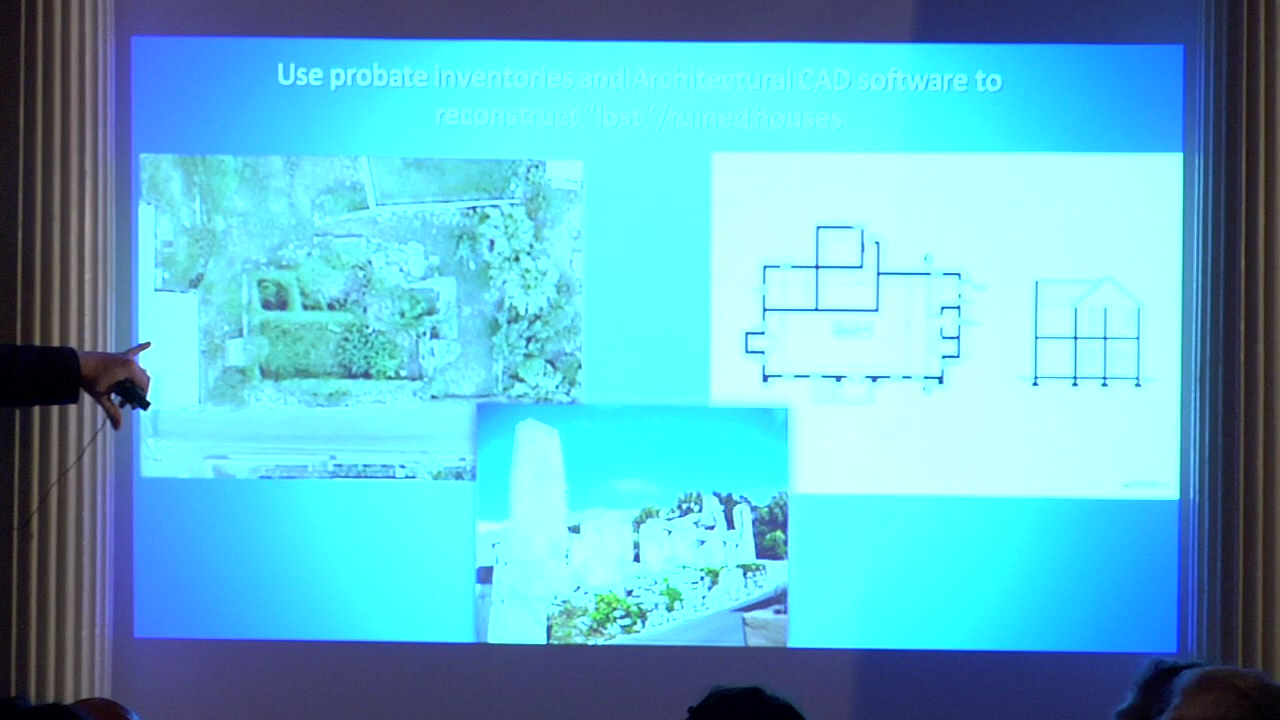 Use probate inventories and Architectural CAD software to
reconstruct "lost"/ruined houses